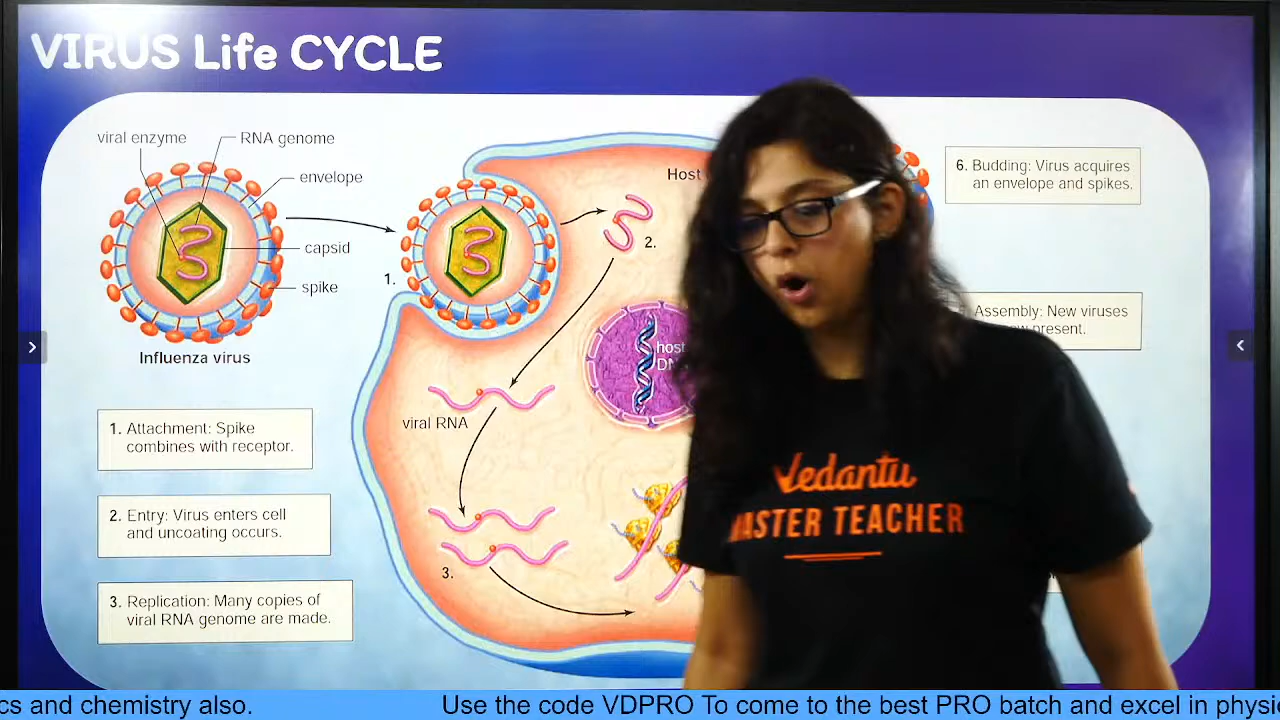 VIRUS Life CYCLE
viral enzyme
RNA genome
envelope
capsid
spike
Influenza virus
1.
Host
2.
host
viral RNA
3.
1. Attachment: Spike
combines with receptor.
2. Entry: Virus enters cell
and uncoating occurs.
3. Replication: Many copies of
viral RNA genome are made.
6. Budding: Virus acquires
an envelope and spikes.
Assembly: New viruses
present.
Vedantu
MASTER TEACHER
and chemistry also. Use the code VDPRO To come to the best PRO batch and excel in